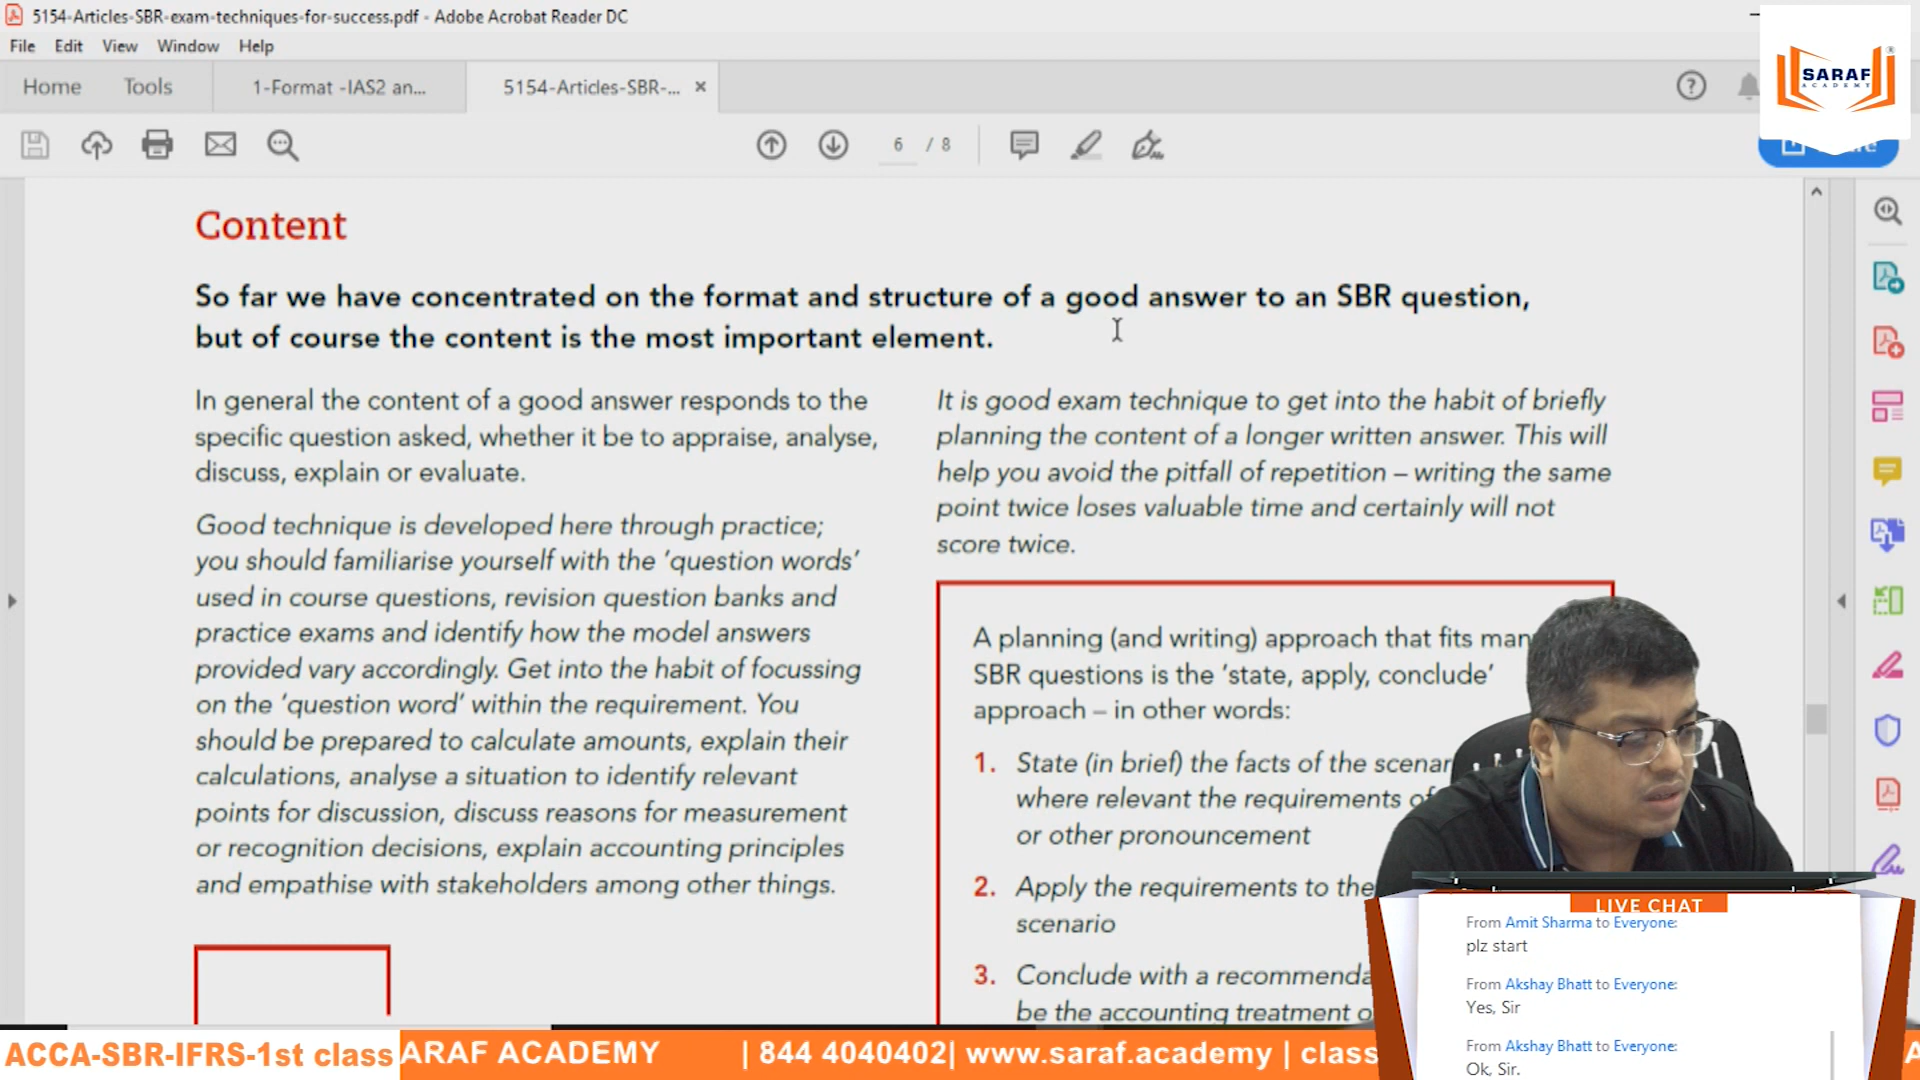 5154-Articles-SBR-exam-techniques-for-success.pdf - Adobe Acrobat Reader DC
File Edit View Window Help
Home Tools 1-Format -IAS2 an... 5154-Articles-SBR-... ×
6 / 8
SARAF
ACADEMY
Content
So far we have concentrated on the format and structure of a good answer to an SBR question,
but of course the content is the most important element.
In general the content of a good answer responds to the
specific question asked, whether it be to appraise, analyse,
discuss, explain or evaluate.
Good technique is developed here through practice;
you should familiarise yourself with the ‘question words’
used in course questions, revision question banks and
practice exams and identify how the model answers
provided vary accordingly. Get into the habit of focussing
on the ‘question word’ within the requirement. You
should be prepared to calculate amounts, explain their
calculations, analyse a situation to identify relevant
points for discussion, discuss reasons for measurement
or recognition decisions, explain accounting principles
and empathise with stakeholders among other things.
It is good exam technique to get into the habit of briefly
planning the content of a longer written answer. This will
help you avoid the pitfall of repetition – writing the same
point twice loses valuable time and certainly will not
score twice.
A planning (and writing) approach that fits
SBR questions is the ‘state, apply, conclude’
approach – in other words:
1. State (in brief) the facts of the
where relevant the requirements
or other pronouncement
2. Apply the requirements to the
scenario
3. Conclude with a
be the accounting treatment
LIVE CHAT
From Amit Sharma to Everyone:
plz start
From Akshay Bhatt to Everyone:
Yes, Sir
From Akshay Bhatt to Everyone:
Ok, Sir.
ACCA-SBR-IFRS-1st class ARAF ACADEMY | 844 4040402| www.saraf.academy | class